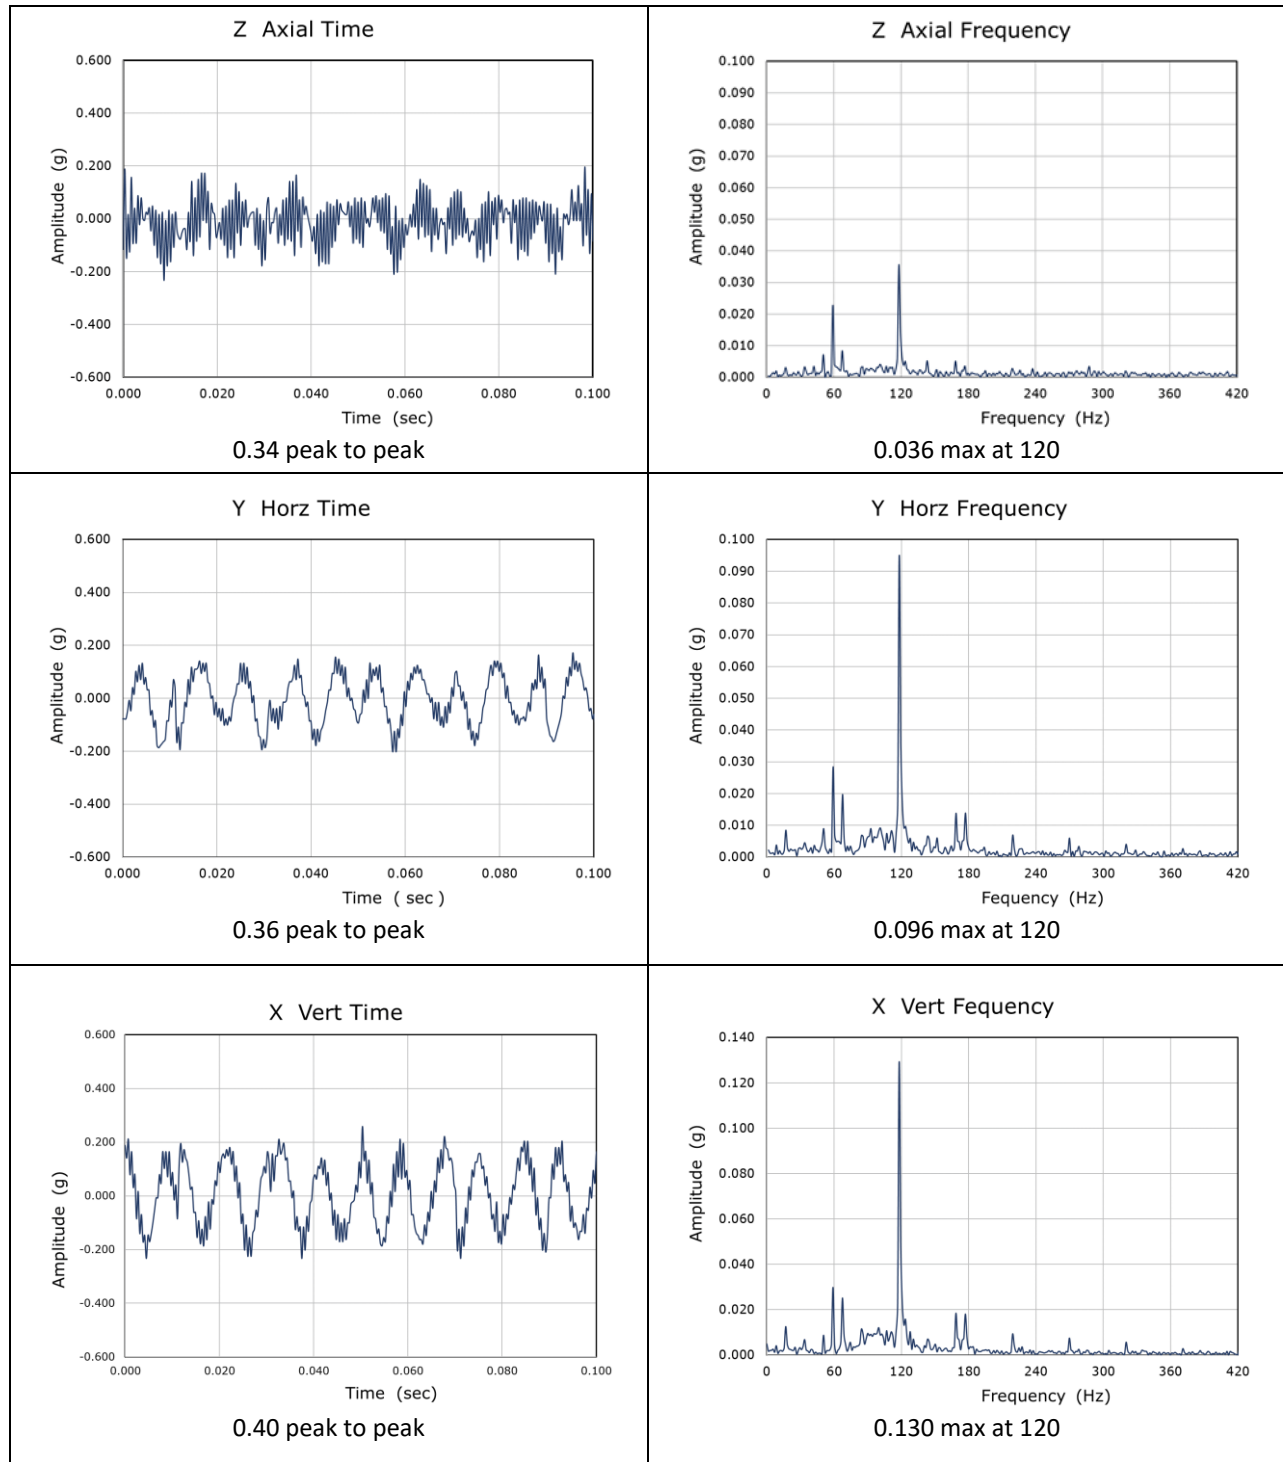 Z Axial Time
0.600
0.400
0.200
0.000
-0.200
-0.400
-0.600
Amplitude (g)
0.000 0.020 0.040 0.060 0.080 0.100
Time (sec)
0.34 peak to peak
Z Axial Frequency
0.100
0.090
0.080
0.070
0.060
0.050
0.040
0.030
0.020
0.010
0.000
Amplitude (g)
0 60 120 180 240 300 360 420
Frequency (Hz)
0.036 max at 120
Y Horz Time
0.600
0.400
0.200
0.000
-0.200
-0.400
-0.600
Amplitude (g)
0.000 0.020 0.040 0.060 0.080 0.100
Time ( sec )
0.36 peak to peak
Y Horz Frequency
0.100
0.090
0.080
0.070
0.060
0.050
0.040
0.030
0.020
0.010
0.000
Amplitude (g)
0 60 120 180 240 300 360 420
Fequency (Hz)
0.096 max at 120
X Vert Time
0.600
0.400
0.200
0.000
-0.200
-0.400
-0.600
Amplitude (g)
0.000 0.020 0.040 0.060 0.080 0.100
Time (sec)
0.40 peak to peak
X Vert Fequency
0.140
0.120
0.100
0.080
0.060
0.040
0.020
0.000
Amplitude (g)
0 60 120 180 240 300 360 420
Frequency (Hz)
0.130 max at 120